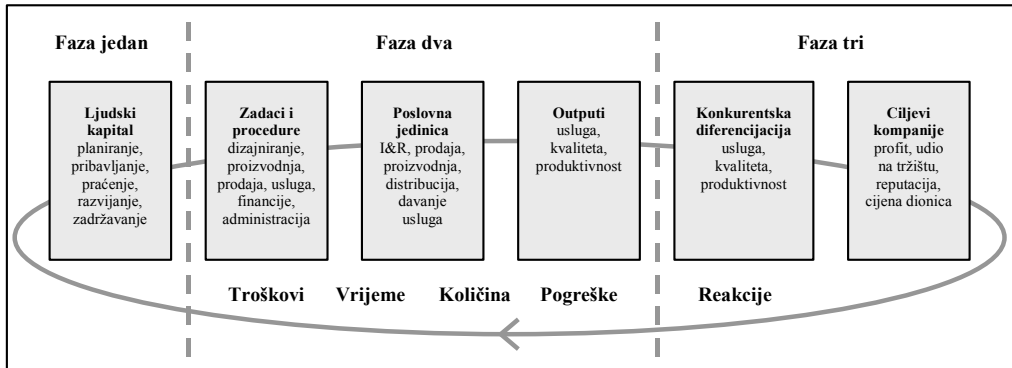 Faza jedan
Faza dva
Faza tri
Ljudski
kapital
planiranje,
pribavljanje,
praćenje,
razvijanje,
zadržavanje
Zadaci i
procedure
dizajniranje,
proizvodnja,
prodaja, usluga,
financije,
administracija
Poslovna
jedinica
I&R, prodaja,
proizvodnja,
distribucija,
davanje
usluga
Outputi
usluga,
kvaliteta,
produktivnost
Konkurentska
diferencijacija
usluga,
kvaliteta,
produktivnost
Ciljevi
kompanije
profit, udio
na tržištu,
reputacija,
cijena dionica
Troškovi
Vrijeme
Količina
Pogreške
Reakcije